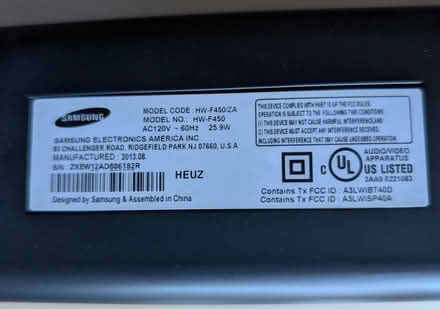 SAMSUNG
MODEL CODE : HW-F450/ZA
MODEL NO.: HW-F450
AC120V ~ 60Hz 25.9W
SAMSUNG ELECTRONICS AMERICA INC
85 CHALLENGER ROAD, RIDGEFIELD PARK.NJ 07660, U.S.A
MANUFACTURED : 2013.08.
S/N : ZXEW12AD806182R
HEUZ
Designed by Samsung & Assembled in China
THIS DEVICE COMPLIES WITH PART 15 OF THE FCC RULES.
OPERATION IS SUBJECT TO THE FOLLOWING TWO CONDITIONS
(1) THIS DEVICE MAY NOT CAUSE HARMFUL INTERFERENCE,AND
(2) THIS DEVICE MUST ACCEPT ANY INTERFERENCE RECEIVED,
INCLUDING INTERFERENCE THAT MAY CAUSE UNDESIRED OPERATION
C UL US LISTED
AUDIO/VIDEO
APPARATUS
3AA9 E221083
Contains Tx FCC ID : A3LWIBT40D
Contains Tx FCC ID : A3LWISP40A